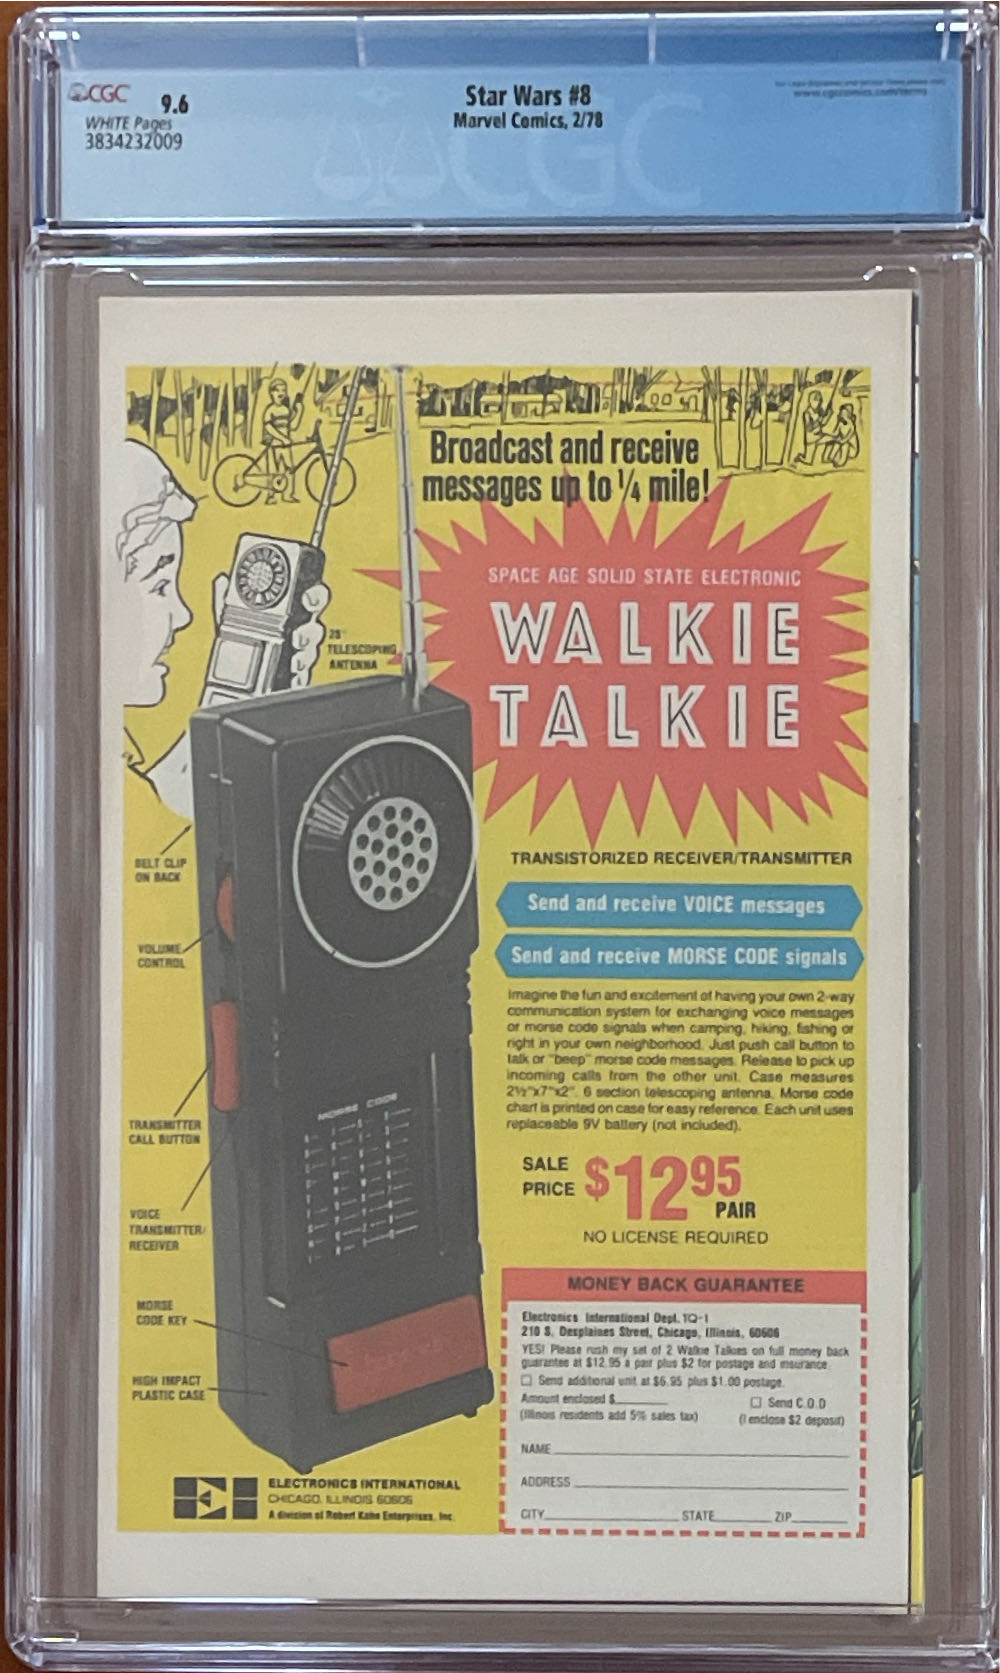 CGC 9.6
WHITE Pages
3834232009
Star Wars #8
Marvel Comics, 2/78
www.cgccomics.com/terms
CGC
Broadcast and receive
messages up to 1/4 mile!
SPACE AGE SOLID STATE ELECTRONIC
WALKIE
TALKIE
28"
TELESCOPING
ANTENNA
BELT CLIP
ON BACK
VOLUME
CONTROL
TRANSMITTER
CALL BUTTON
VOICE
TRANSMITTER/
RECEIVER
MORSE
CODE KEY
HIGH IMPACT
PLASTIC CASE
MORSE CODE
TRANSISTORIZED RECEIVER/TRANSMITTER
Send and receive VOICE messages
Send and receive MORSE CODE signals
Imagine the fun and excitement of having your own 2-way
communication system for exchanging voice messages
or morse code signals when camping, hiking, fishing or
right in your own neighborhood. Just push call button to
talk or "beep" morse code messages. Release to pick up
incoming calls from the other unit. Case measures
2½"x7"x2". 6 section telescoping antenna. Morse code
chart is printed on case for easy reference. Each unit uses
replaceable 9V battery (not included).
SALE
PRICE $12 95
PAIR
NO LICENSE REQUIRED
MONEY BACK GUARANTEE
Electronics International Dept. TQ-1
210 S. Desplaines Street, Chicago, Illinois, 60606
YES! Please rush my set of 2 Walkie Talkies on full money back
guarantee at $12.95 a pair plus $2 for postage and insurance.
Send additional unit at $6.95 plus $1.00 postage.
Amount enclosed $
(Illinois residents add 5% sales tax)
Send C.O.D
(I enclose $2 deposit)
NAME
ADDRESS
CITY STATE ZIP
ELECTRONICS INTERNATIONAL
CHICAGO, ILLINOIS 60606
A division of Robert Kahn Enterprises, Inc.